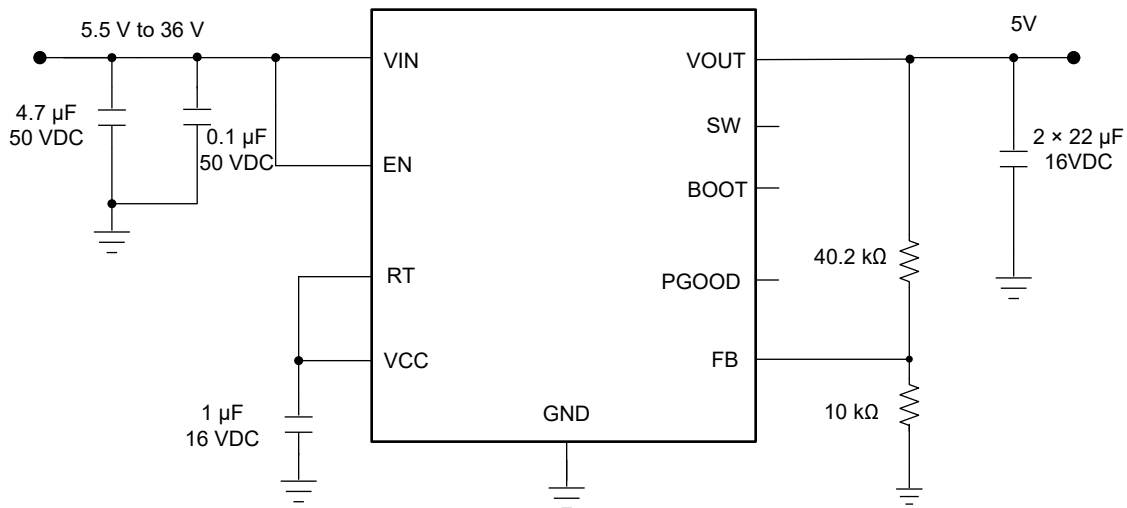 5.5 V to 36 V
5V
VIN
VOUT
4.7 µF
50 VDC
0.1 µF
50 VDC
SW
2 × 22 µF
16VDC
EN
BOOT
40.2 kΩ
RT
PGOOD
VCC
FB
1 µF
16 VDC
GND
10 kΩ